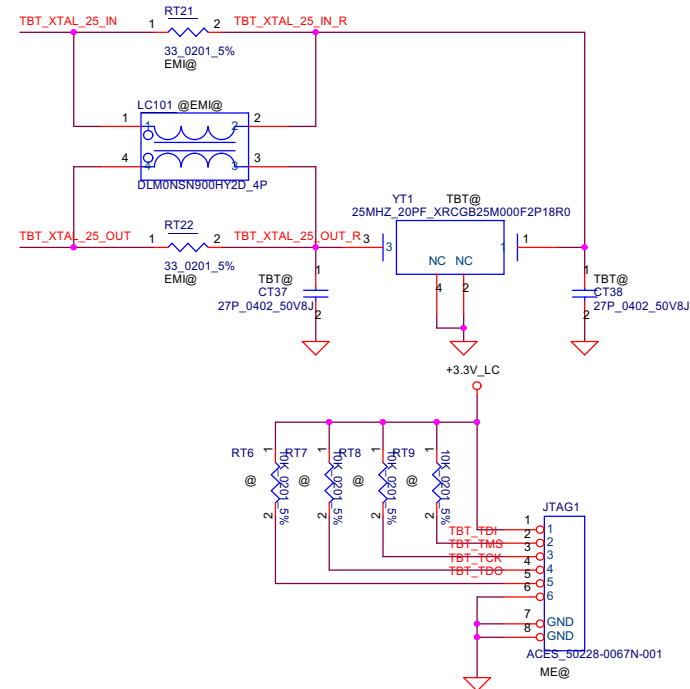 RT21
TBT_XTAL_25_IN
1
2
TBT_XTAL_25_IN_R
33_0201_5%
EMI@
LC101 @EMI@
1
1
2
2
4
4
3
3
DLM0NSN900HY2D_4P
RT22
TBT_XTAL_25_OUT
1
2
TBT_XTAL_25_OUT_R
33_0201_5%
EMI@
YT1
TBT@
25MHZ_20PF_XRCGB25M000F2P18R0
3
3
1
1
NC
NC
4
2
1
TBT@
CT37
27P_0402_50V8J
2
1
TBT@
CT38
27P_0402_50V8J
2
+3.3V_LC
RT6
1
10K_0201_5%
@
2
RT7
1
10K_0201_5%
@
2
RT8
1
10K_0201_5%
@
2
RT9
1
10K_0201_5%
@
2
JTAG1
1
1
TBT_TDI
2
2
TBT_TMS
3
3
TBT_TCK
4
4
TBT_TDO
5
5
6
6
7
GND
8
GND
ACES_50228-0067N-001
ME@